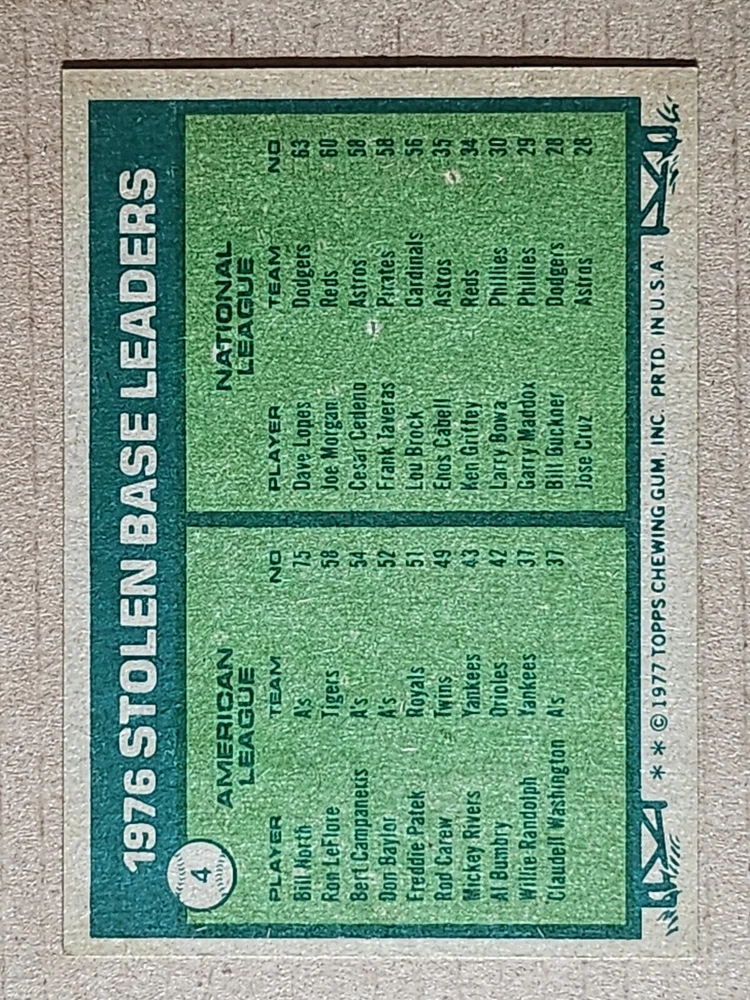 1976 STOLEN BASE LEADERS
4
AMERICAN
LEAGUE
PLAYER TEAM NO
Bill North A's 75
Ron LeFlore Tigers 58
Bert Campaneris A's 54
Don Baylor A's 52
Freddie Patek Royals 51
Rod Carew Twins 49
Mickey Rivers Yankees 43
Al Bumbry Orioles 42
Willie Randolph Yankees 37
Claudell Washington A's 37
NATIONAL
LEAGUE
PLAYER TEAM NO
Dave Lopes Dodgers 63
Joe Morgan Reds 60
Cesar Cedeno Astros 58
Frank Taveras Pirates 58
Lou Brock Cardinals 56
Enos Cabell Astros 35
Ken Griffey Reds 34
Larry Bowa Phillies 30
Garry Maddox Phillies 29
Bill Buckner Dodgers 28
Jose Cruz Astros 28
* * © 1977 TOPPS CHEWING GUM, INC. PRTD. IN U.S.A.